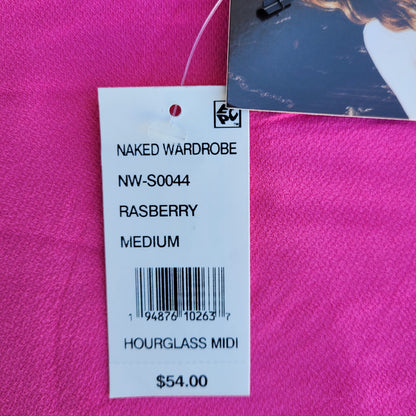 NAKED WARDROBE
NW-S0044
RASBERRY
MEDIUM
1 94876 10263 7
HOURGLASS MIDI
$54.00